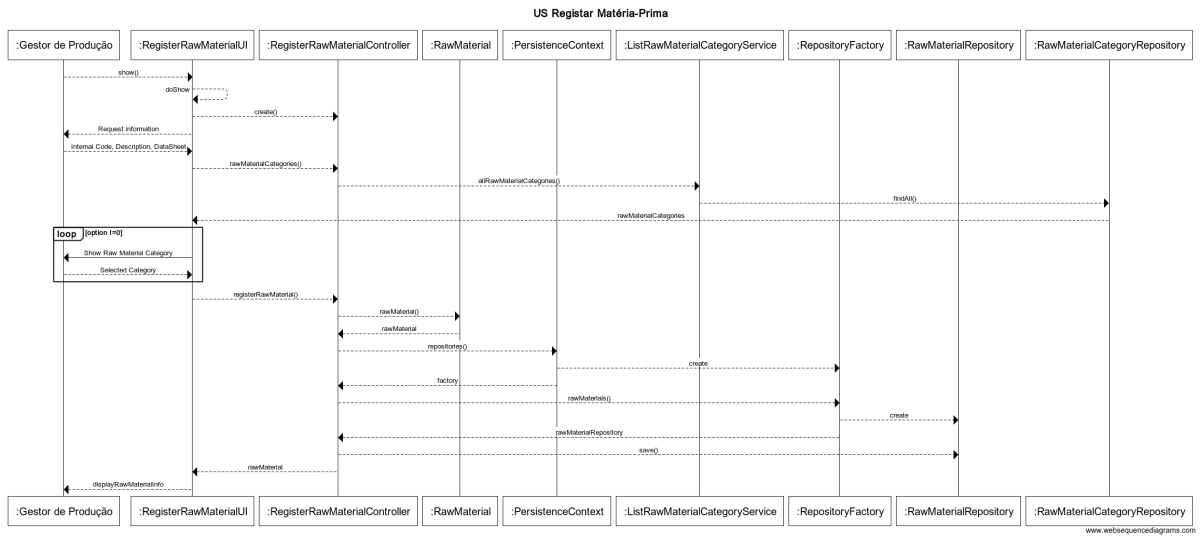 US Registar Matéria-Prima
:Gestor de Produção :RegisterRawMaterialUI :RegisterRawMaterialController :RawMaterial :PersistenceContext :ListRawMaterialCategoryService :RepositoryFactory :RawMaterialRepository :RawMaterialCategoryRepository
show()
doShow
create()
Request information
Internal Code, Description, DataSheet
rawMaterialCategories()
allRawMaterialCategories()
findAll()
rawMaterialCategories
loop [option !=0]
Show Raw Material Category
Selected Category
registerRawMaterial()
rawMaterial()
rawMaterial
repositories()
create
factory
rawMaterials()
create
rawMaterialRepository
save()
rawMaterial
displayRawMaterialInfo
:Gestor de Produção :RegisterRawMaterialUI :RegisterRawMaterialController :RawMaterial :PersistenceContext :ListRawMaterialCategoryService :RepositoryFactory :RawMaterialRepository :RawMaterialCategoryRepository
www.websequencediagrams.com